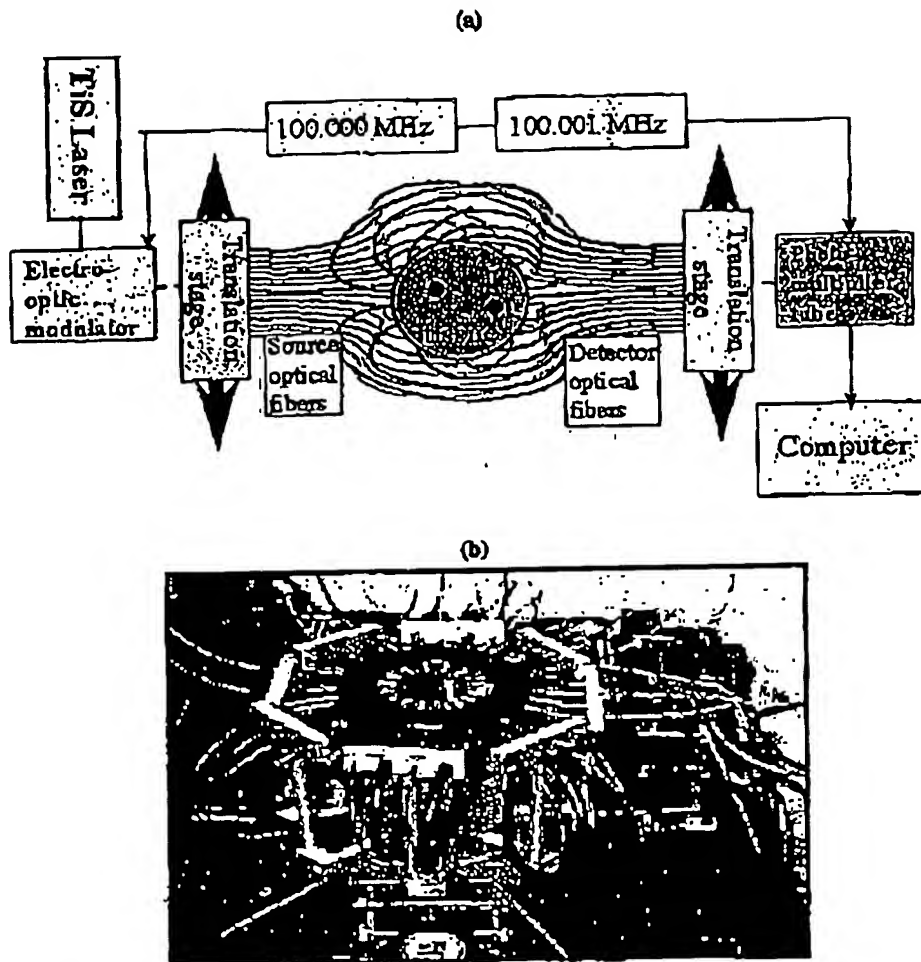 (a)
TiS Laser
100.000 MHz
100.001 MHz
Electro-
optic
modulator
Translation
stage
Source
optical
fibers
Detector
optical
fibers
Translation
stage
Computer
(b)